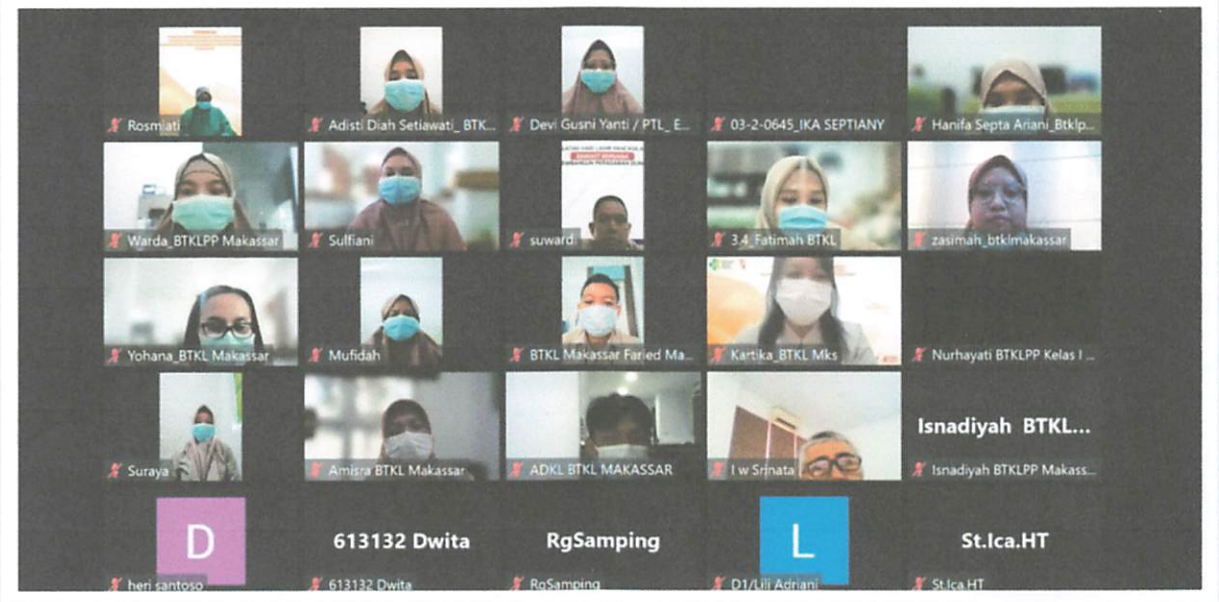 Rosmiati
Adisti Diah Setiawati_ BTK...
Devi Gusni Yanti / PTL_ E...
03-2-0645_IKA SEPTIANY
Hanifa Septa Ariani_Btklp...
Warda_BTKLPP Makassar
Sulfiani
suwardi
3.4_Fatimah BTKL
zasimah_btklmakassar
Yohana_BTKL Makassar
Mufidah
BTKL Makassar Faried Ma...
Kartika_BTKL Mks
Nurhayati BTKLPP Kelas I ...
Suraya
Amisra BTKL Makassar
ADKL BTKL MAKASSAR
I w Srinata
Isnadiyah BTKL...
Isnadiyah BTKLPP Makass...
D
heri santoso
613132 Dwita
613132 Dwita
RgSamping
RgSamping
L
D1/Lili Adriani
St.Ica.HT
St.Ica.HT